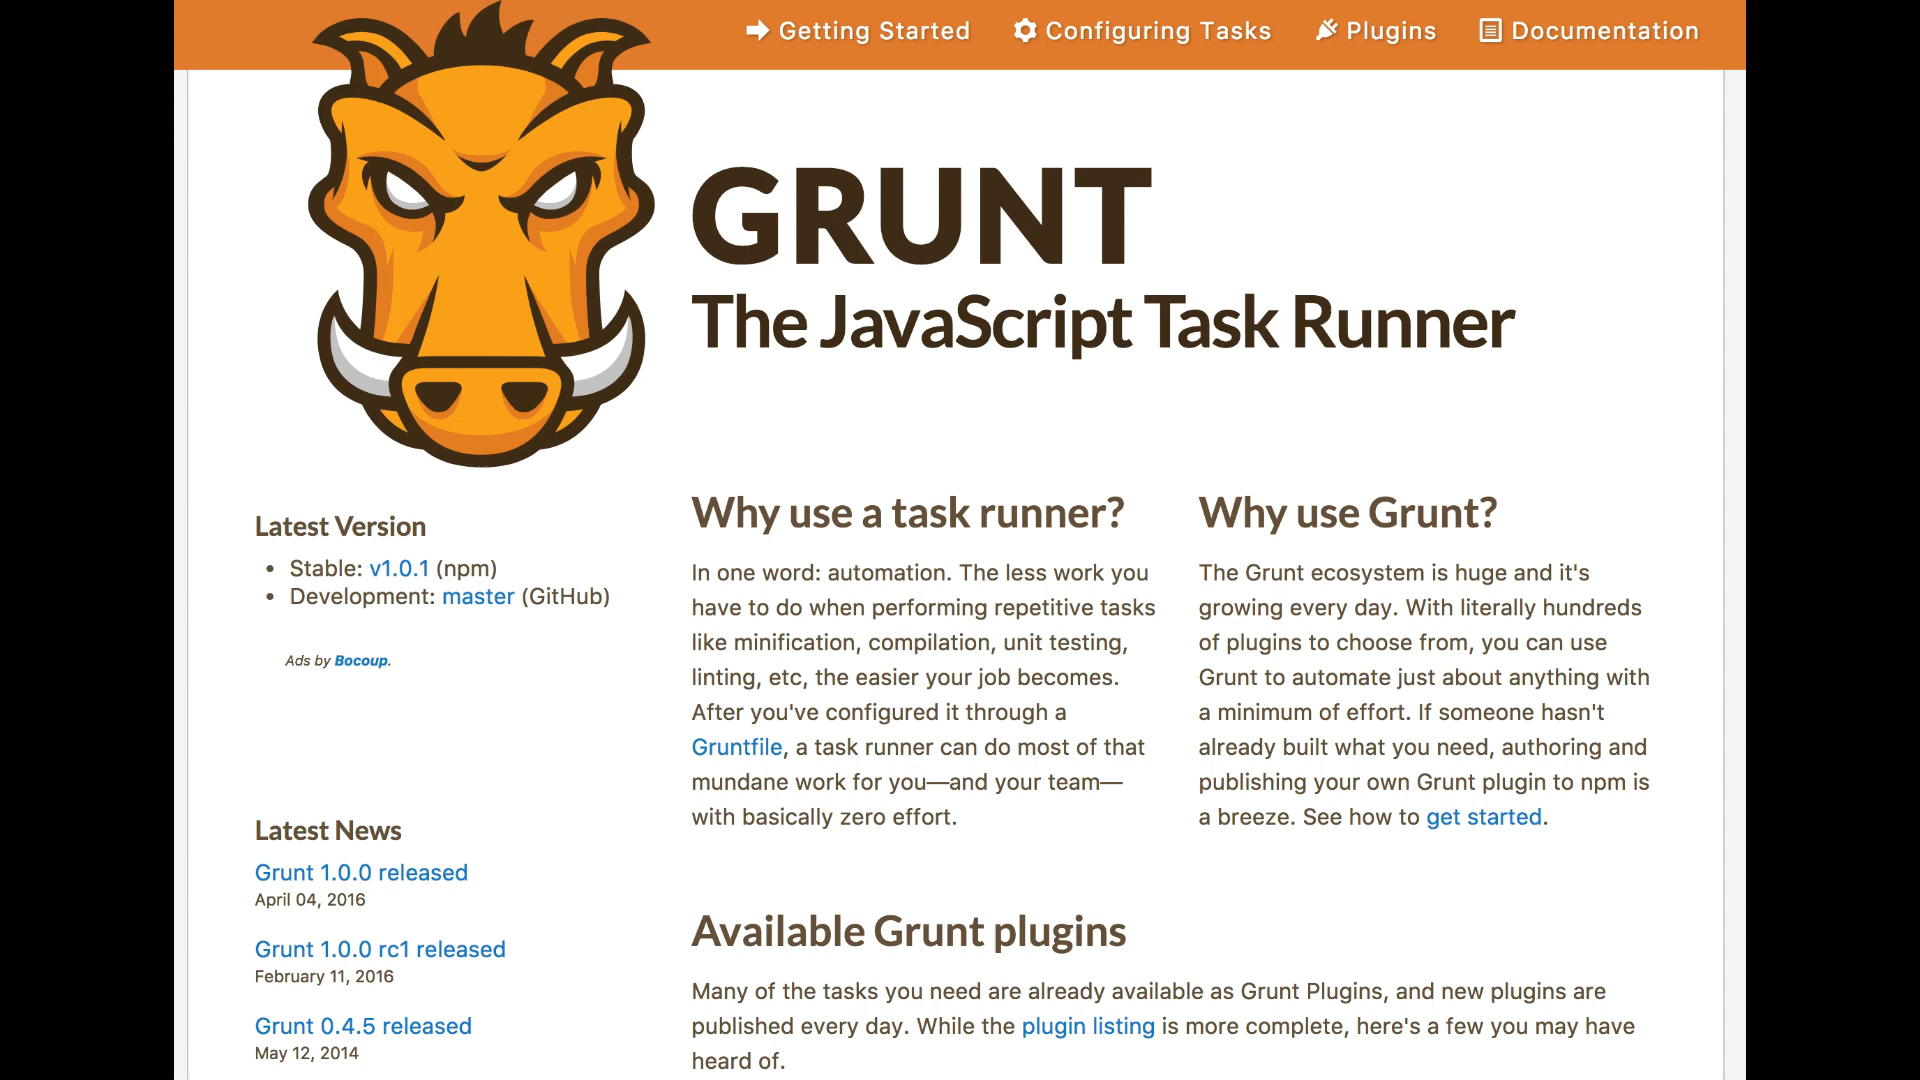 Getting Started Configuring Tasks Plugins Documentation
GRUNT
The JavaScript Task Runner
Latest Version
• Stable: v1.0.1 (npm)
• Development: master (GitHub)
Ads by Bocoup.
Latest News
Grunt 1.0.0 released
April 04, 2016
Grunt 1.0.0 rc1 released
February 11, 2016
Grunt 0.4.5 released
May 12, 2014
Why use a task runner?
In one word: automation. The less work you
have to do when performing repetitive tasks
like minification, compilation, unit testing,
linting, etc, the easier your job becomes.
After you've configured it through a
Gruntfile, a task runner can do most of that
mundane work for you—and your team—
with basically zero effort.
Why use Grunt?
The Grunt ecosystem is huge and it's
growing every day. With literally hundreds
of plugins to choose from, you can use
Grunt to automate just about anything with
a minimum of effort. If someone hasn't
already built what you need, authoring and
publishing your own Grunt plugin to npm is
a breeze. See how to get started.
Available Grunt plugins
Many of the tasks you need are already available as Grunt Plugins, and new plugins are
published every day. While the plugin listing is more complete, here's a few you may have
heard of.